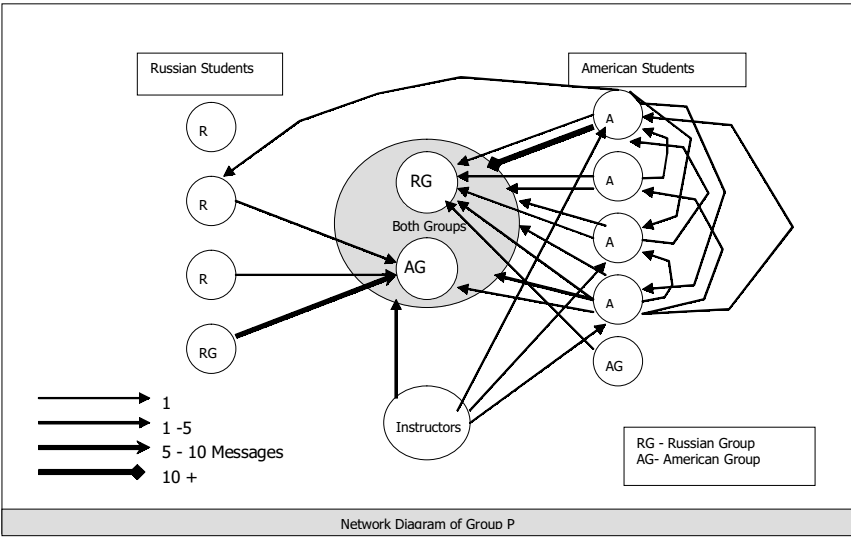 Russian Students
American Students
R
A
RG
A
R
Both Groups
A
AG
R
A
RG
AG
Instructors
1
1 -5
5 - 10 Messages
10 +
RG - Russian Group
AG- American Group
Network Diagram of Group P